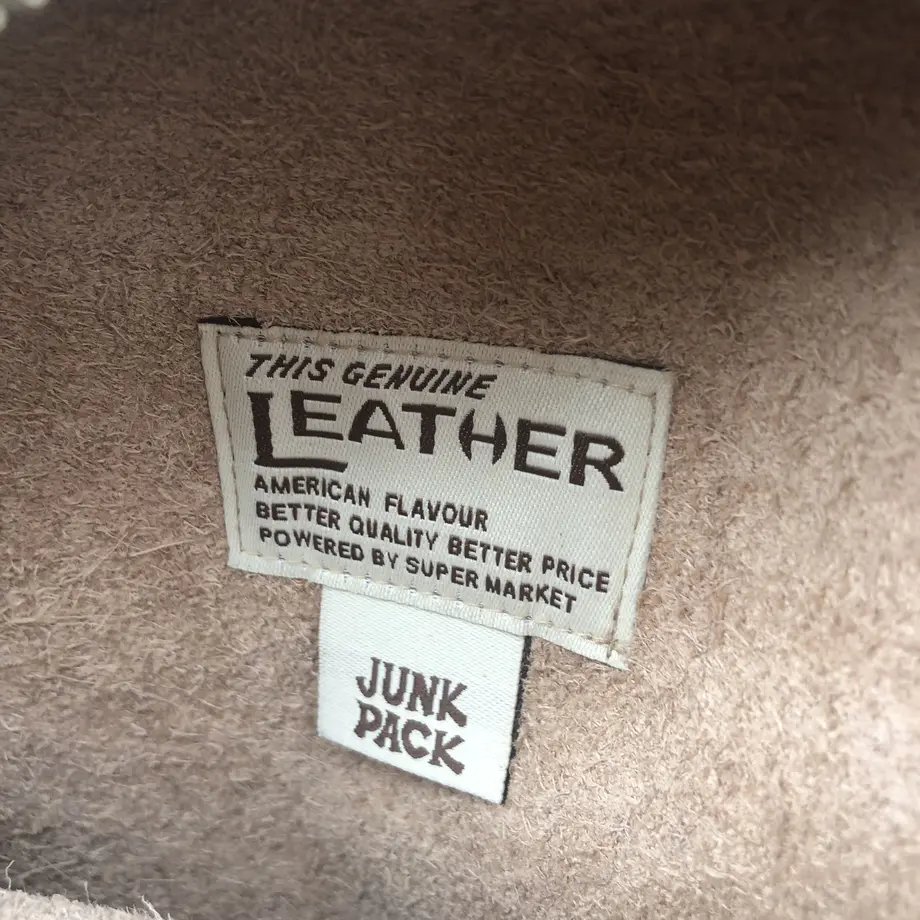 THIS GENUINE
LEATHER
AMERICAN FLAVOUR
BETTER QUALITY BETTER PRICE
POWERED BY SUPER MARKET
JUNK
PACK